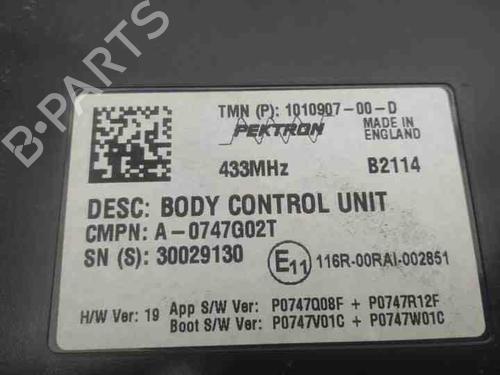 TMN (P): 1010907-00-D
PEKTRON
MADE IN
ENGLAND
433MHz
B2114
DESC: BODY CONTROL UNIT
CMPN: A-0747G02T
SN (S): 30029130
E11
116R-00RAI-002851
H/W Ver: 19
App S/W Ver: P0747Q08F + P0747R12F
Boot S/W Ver: P0747V01C + P0747W01C
B-PARTS